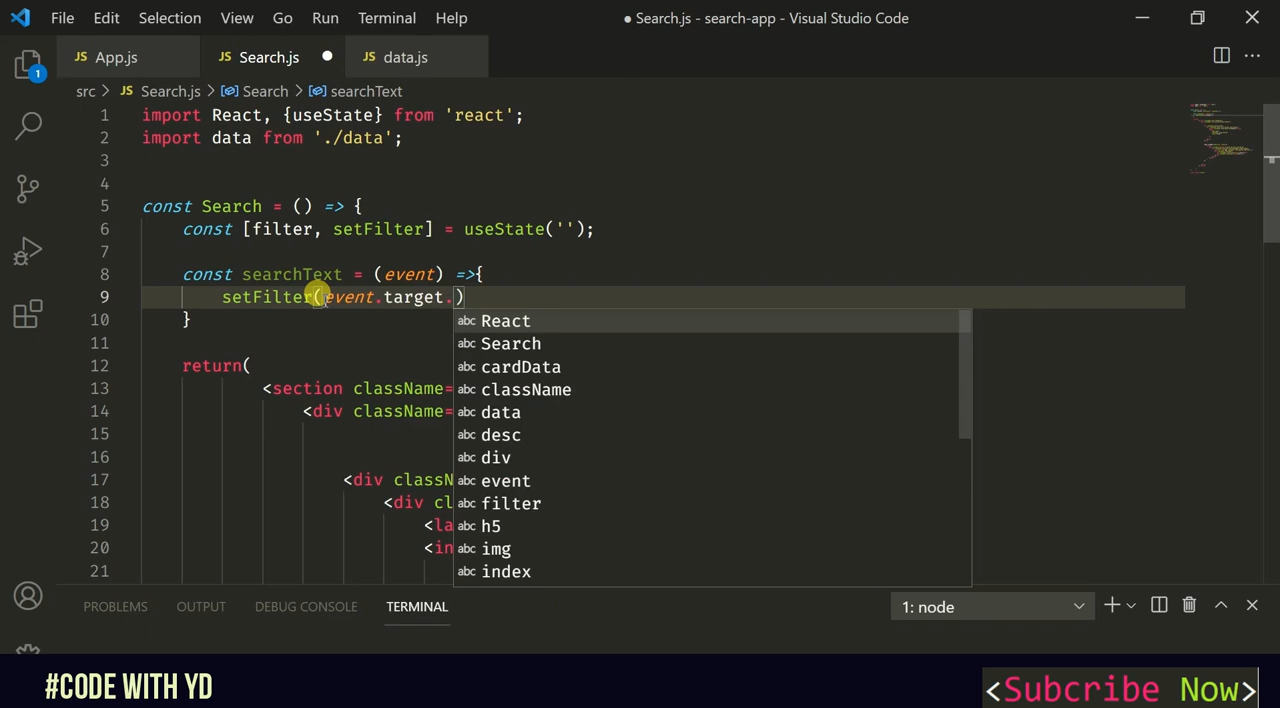 File Edit Selection View Go Run Terminal Help ● Search.js - search-app - Visual Studio Code
JS App.js JS Search.js ● JS data.js
src > JS Search.js > Search > searchText
1 import React, {useState} from 'react';
2 import data from './data';
3
4
5 const Search = () => {
6 const [filter, setFilter] = useState('');
7
8 const searchText = (event) =>{
9 setFilter(event.target.)
10 }
abc React
11
abc Search
12 return(
abc cardData
13 <section className=
abc className
14 <div className=
abc data
15
abc desc
16
abc div
17 <div classN
abc event
18 <div cl
abc filter
19 <la
abc h5
20 <in
abc img
21
abc index
1
PROBLEMS OUTPUT DEBUG CONSOLE TERMINAL 1: node
#CODE WITH YD
<Subcribe Now>